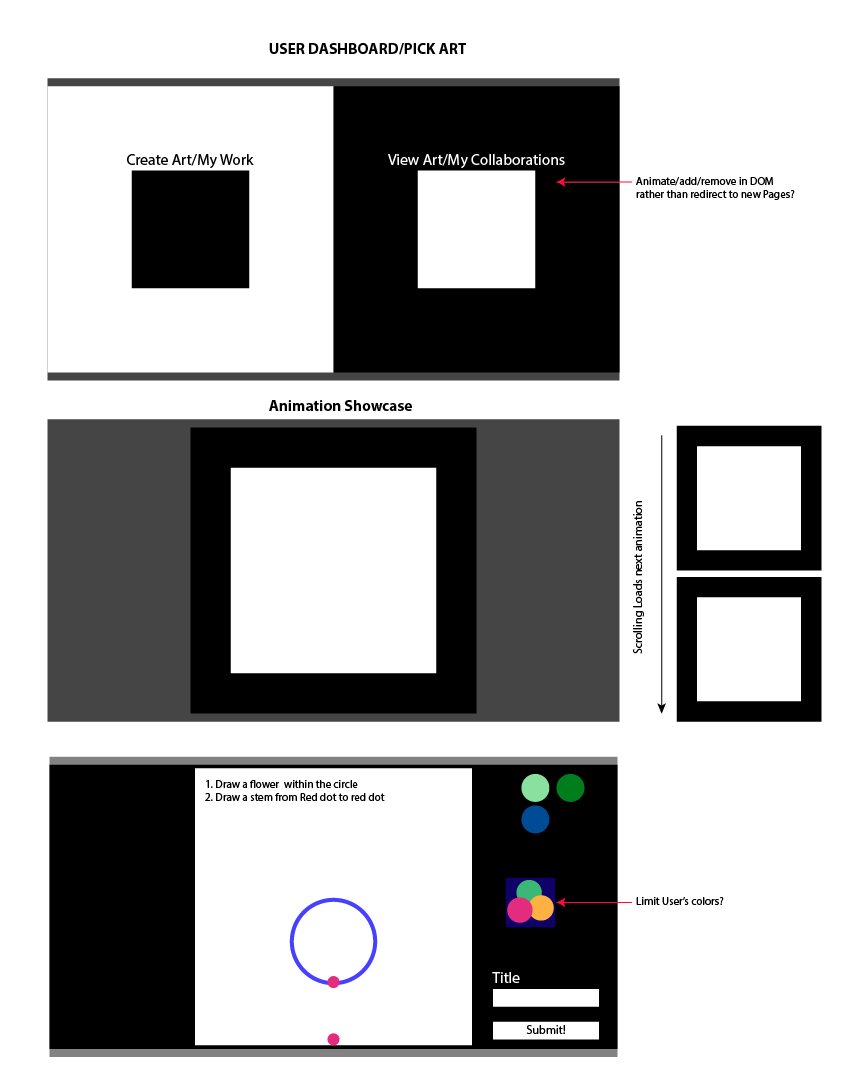 USER DASHBOARD/PICK ART
Create Art/My Work
View Art/My Collaborations
Animate/add/remove in DOM
rather than redirect to new Pages?
Animation Showcase
Scrolling Loads next animation
1. Draw a flower  within the circle
2. Draw a stem from Red dot to red dot
Limit User's colors?
Title
Submit!